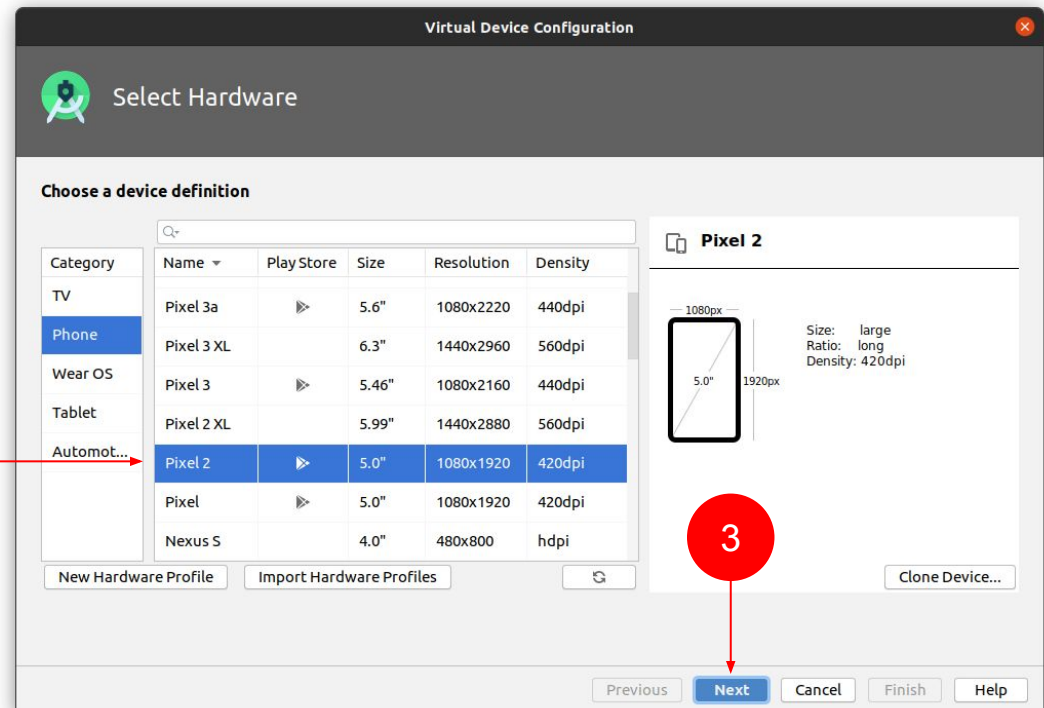 Virtual Device Configuration
Select Hardware
Choose a device definition
Category
TV
Phone
Wear OS
Tablet
Automot...
Name Play Store Size Resolution Density
Pixel 3a 5.6" 1080x2220 440dpi
Pixel 3 XL 6.3" 1440x2960 560dpi
Pixel 3 5.46" 1080x2160 440dpi
Pixel 2 XL 5.99" 1440x2880 560dpi
Pixel 2 5.0" 1080x1920 420dpi
Pixel 5.0" 1080x1920 420dpi
Nexus S 4.0" 480x800 hdpi
New Hardware Profile Import Hardware Profiles
Pixel 2
1080px
5.0" 1920px
Size: large
Ratio: long
Density: 420dpi
3
Clone Device...
Previous Next Cancel Finish Help